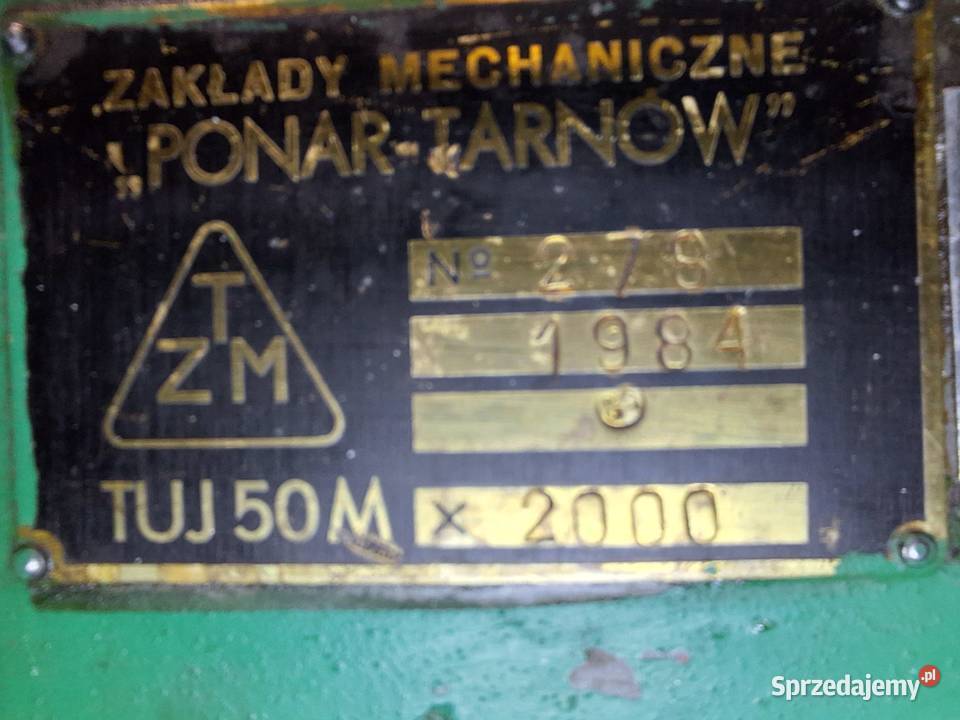 ZAKŁADY MECHANICZNE
„PONAR-TARNÓW”
T
ZM
Nº 279
1984
TUJ 50 M x 2000
Sprzedajemy.pl